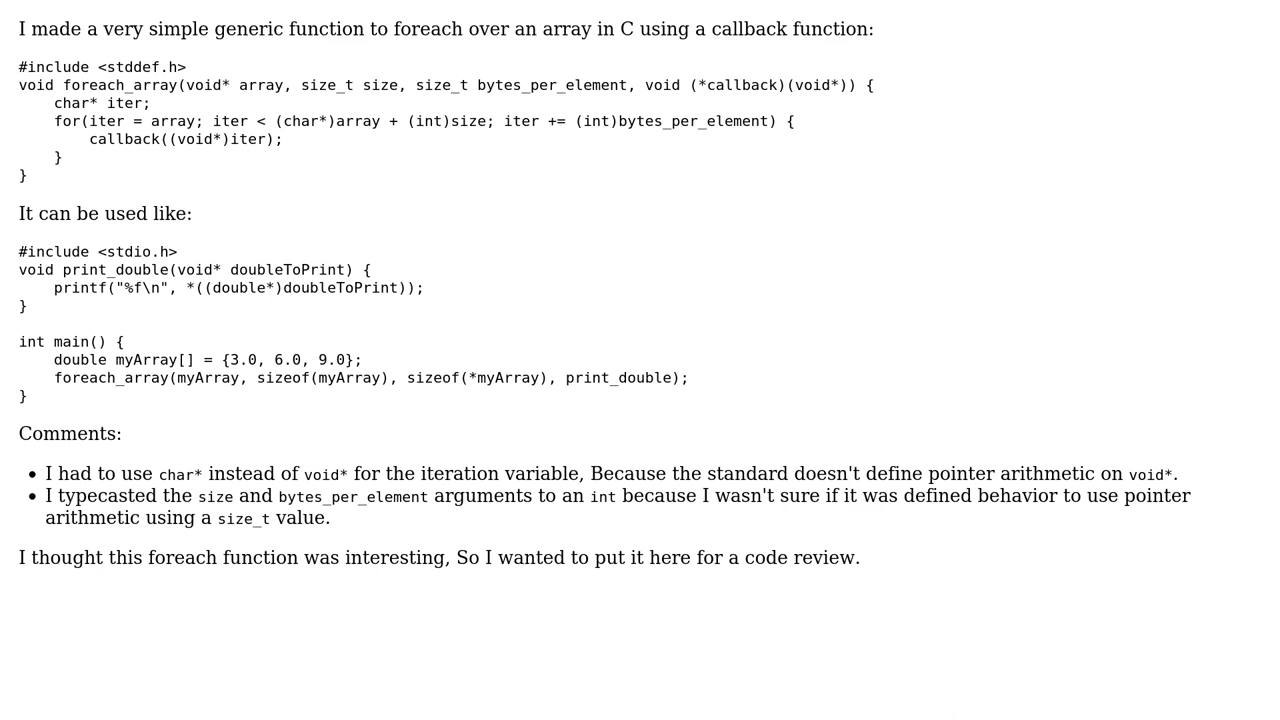 I made a very simple generic function to foreach over an array in C using a callback function:
#include <stddef.h>
void foreach_array(void* array, size_t size, size_t bytes_per_element, void (*callback)(void*)) {
    char* iter;
    for(iter = array; iter < (char*)array + (int)size; iter += (int)bytes_per_element) {
        callback((void*)iter);
    }
}
It can be used like:
#include <stdio.h>
void print_double(void* doubleToPrint) {
    printf("%f\n", *((double*)doubleToPrint));
}
int main() {
    double myArray[] = {3.0, 6.0, 9.0};
    foreach_array(myArray, sizeof(myArray), sizeof(*myArray), print_double);
}
Comments:
• I had to use char* instead of void* for the iteration variable, Because the standard doesn't define pointer arithmetic on void*.
• I typecasted the size and bytes_per_element arguments to an int because I wasn't sure if it was defined behavior to use pointer
arithmetic using a size_t value.
I thought this foreach function was interesting, So I wanted to put it here for a code review.